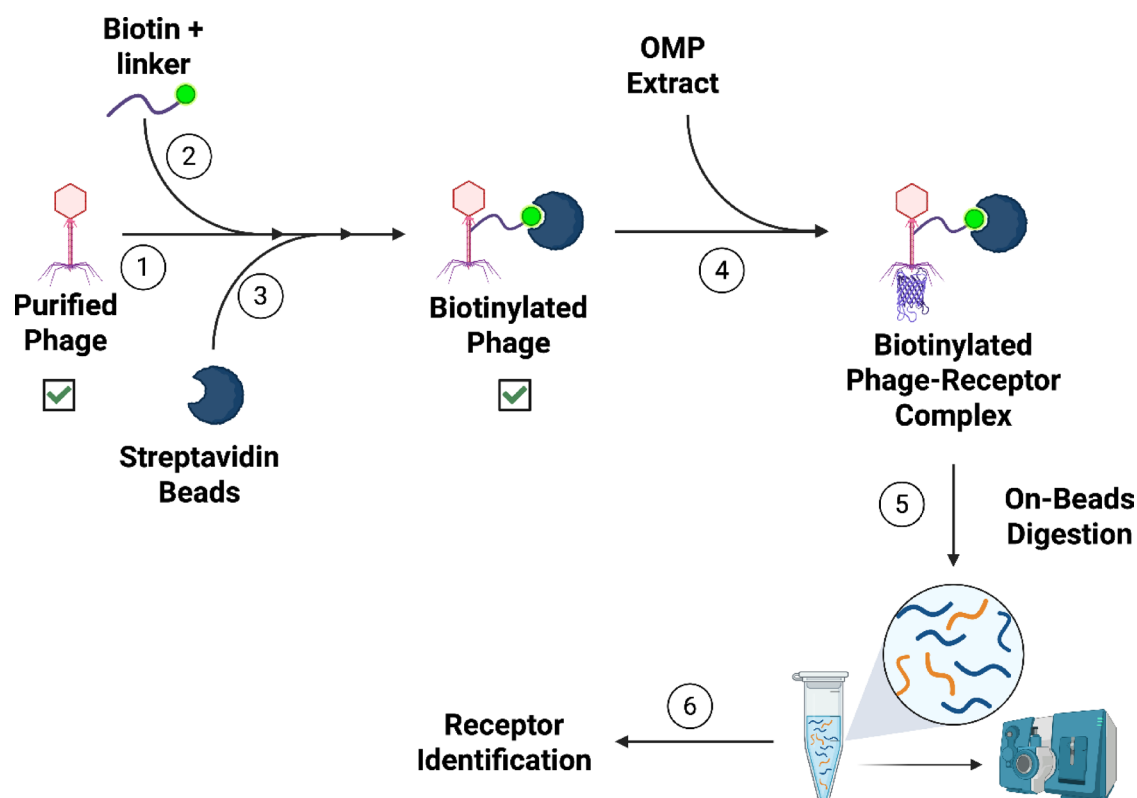 Biotin +
linker
2
1
Purified
Phage
3
Streptavidin
Beads
Biotinylated
Phage
OMP
Extract
4
Biotinylated
Phage-Receptor
Complex
5
On-Beads
Digestion
6
Receptor
Identification